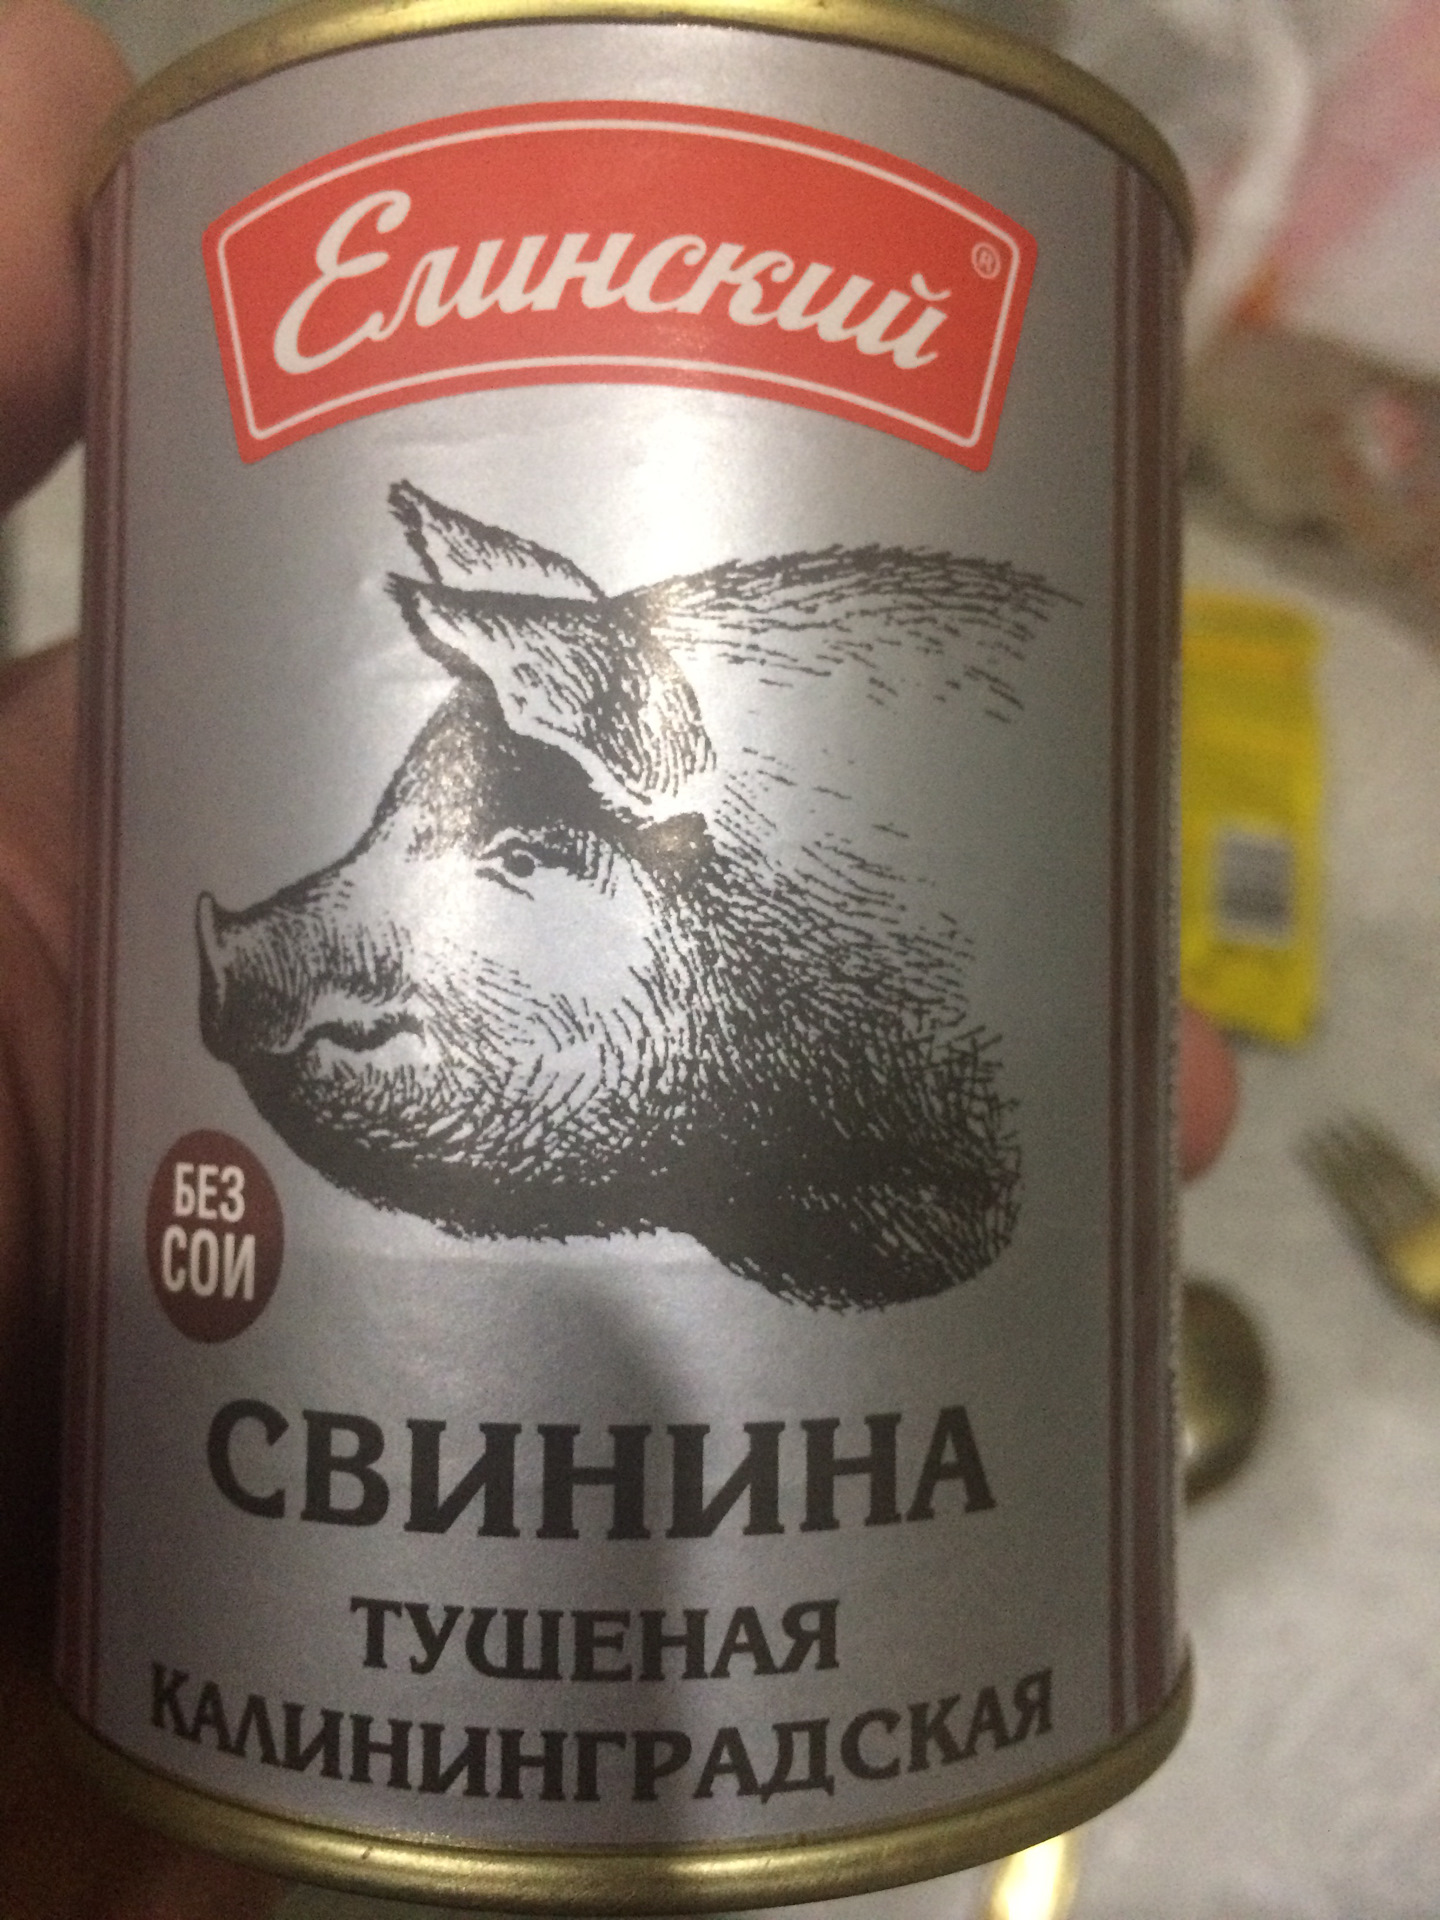 Елинский ®
БЕЗ
СОИ
СВИНИНА
ТУШЕНАЯ
КАЛИНИНГРАДСКАЯ